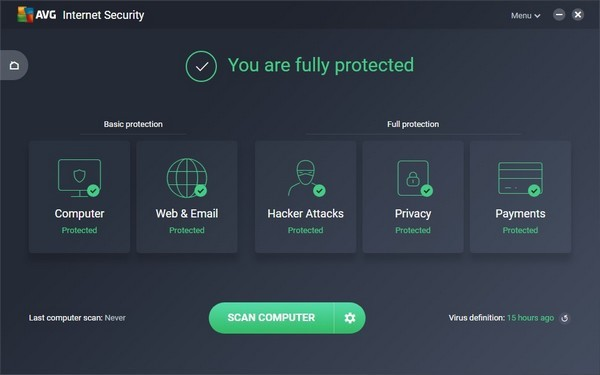 AVG Internet Security
Menu
You are fully protected
Basic protection
Full protection
Computer
Protected
Web & Email
Protected
Hacker Attacks
Protected
Privacy
Protected
Payments
Protected
Last computer scan: Never
SCAN COMPUTER
Virus definition: 15 hours ago